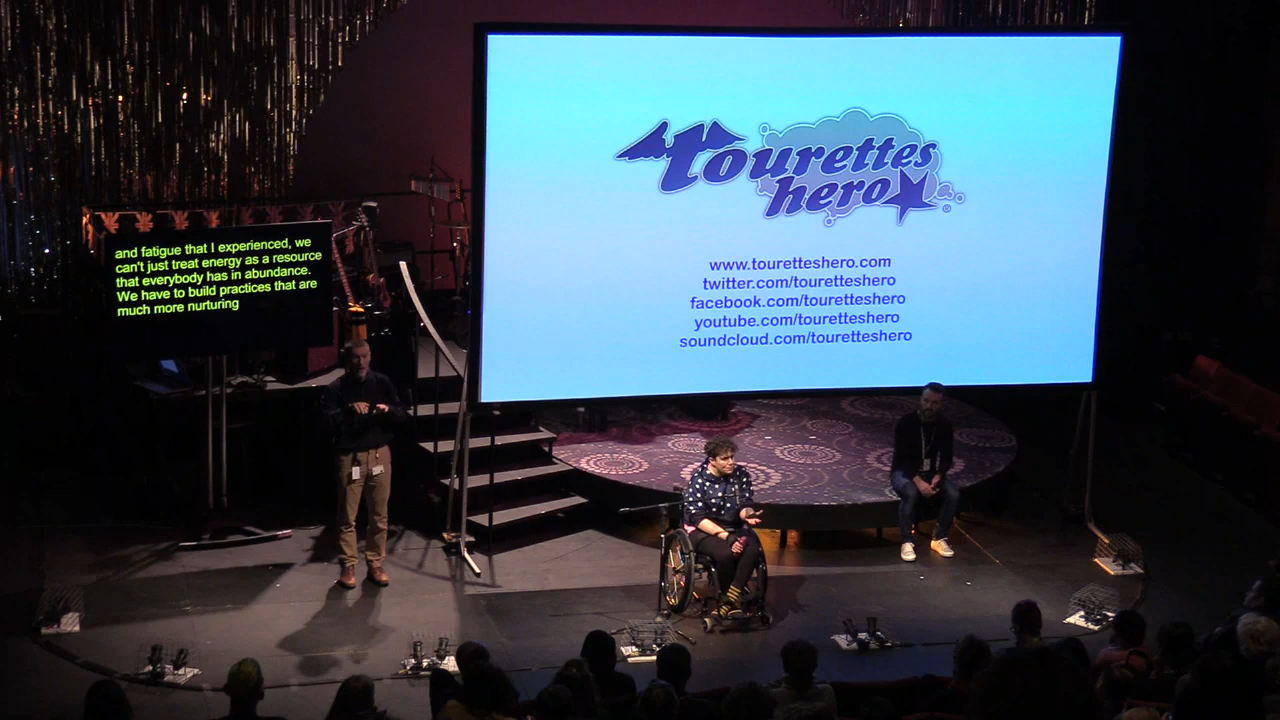 and fatigue that I experienced, we
can't just treat energy as a resource
that everybody has in abundance.
We have to build practices that are
much more nurturing
tourettes
hero
®
www.touretteshero.com
twitter.com/touretteshero
facebook.com/touretteshero
youtube.com/touretteshero
soundcloud.com/touretteshero